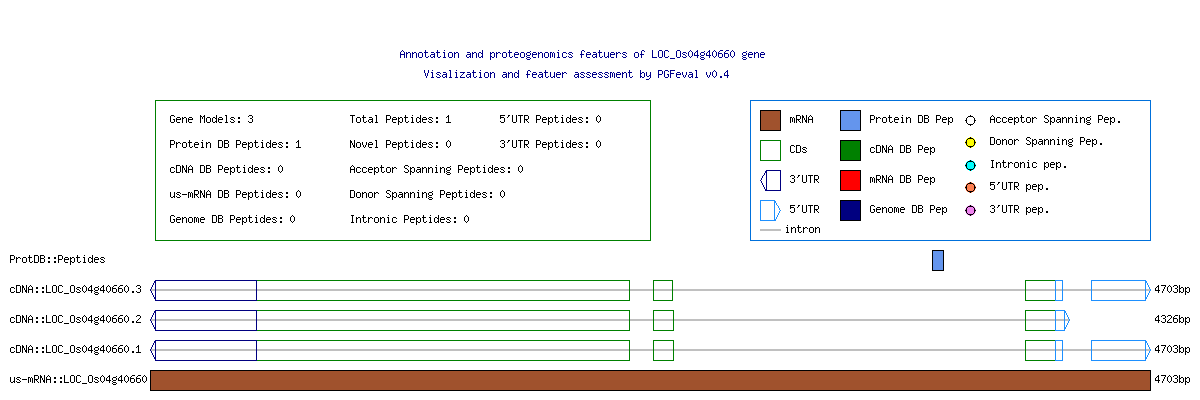 Annotation and proteogenomics featuers of LOC_Os04g40660 gene
Visalization and featuer assessment by PGFeval v0.4
Gene Models: 3 Total Peptides: 1 5'UTR Peptides: 0
Protein DB Peptides: 1 Novel Peptides: 0 3'UTR Peptides: 0
cDNA DB Peptides: 0 Acceptor Spanning Peptides: 0
us-mRNA DB Peptides: 0 Donor Spanning Peptides: 0
Genome DB Peptides: 0 Intronic Peptides: 0
mRNA Protein DB Pep Acceptor Spanning Pep.
CDs cDNA DB Pep Donor Spanning Pep.
3'UTR mRNA DB Pep Intronic pep.
5'UTR Genome DB Pep 5'UTR pep.
intron 3'UTR pep.
ProtDB::Peptides
cDNA::LOC_Os04g40660.3 4703bp
cDNA::LOC_Os04g40660.2 4326bp
cDNA::LOC_Os04g40660.1 4703bp
us-mRNA::LOC_Os04g40660 4703bp